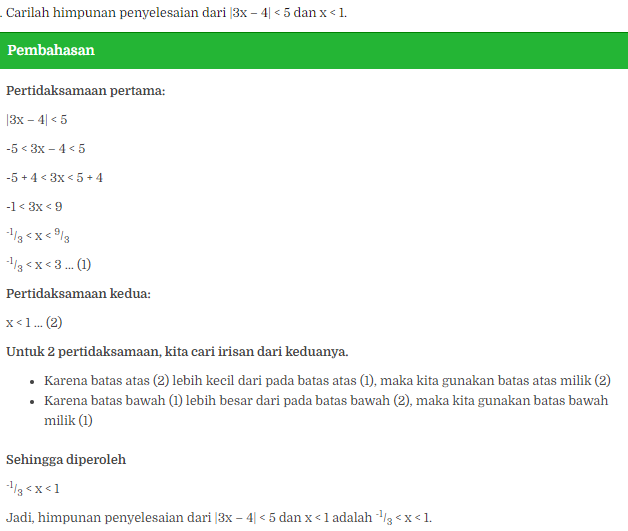 . Carilah himpunan penyelesaian dari |3x – 4| < 5 dan x < 1.
Pembahasan
Pertidaksamaan pertama:
|3x – 4| < 5
-5 < 3x – 4 < 5
-5 + 4 < 3x < 5 + 4
-1 < 3x < 9
-1/3 < x < 9/3
-1/3 < x < 3 ... (1)
Pertidaksamaan kedua:
x < 1 ... (2)
Untuk 2 pertidaksamaan, kita cari irisan dari keduanya.
• Karena batas atas (2) lebih kecil dari pada batas atas (1), maka kita gunakan batas atas milik (2)
• Karena batas bawah (1) lebih besar dari pada batas bawah (2), maka kita gunakan batas bawah
milik (1)
Sehingga diperoleh
-1/3 < x < 1
Jadi, himpunan penyelesaian dari |3x – 4| < 5 dan x < 1 adalah -1/3 < x < 1.